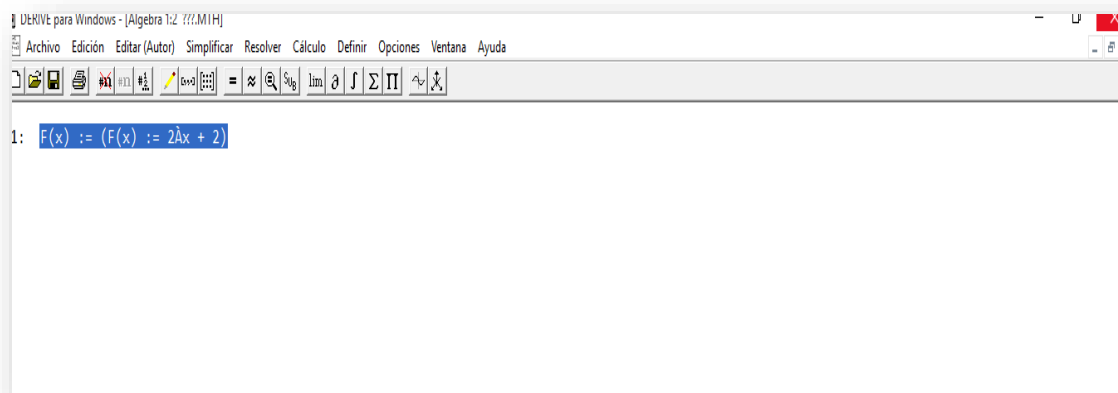 DERIVE para Windows - [Algebra 1:2 ???.MTH]
Archivo Edición Editar (Autor) Simplificar Resolver Cálculo Definir Opciones Ventana Ayuda
= ≈ SUB lim ∂ ∫ Σ Π
1: F(x) := (F(x) := 2Àx + 2)